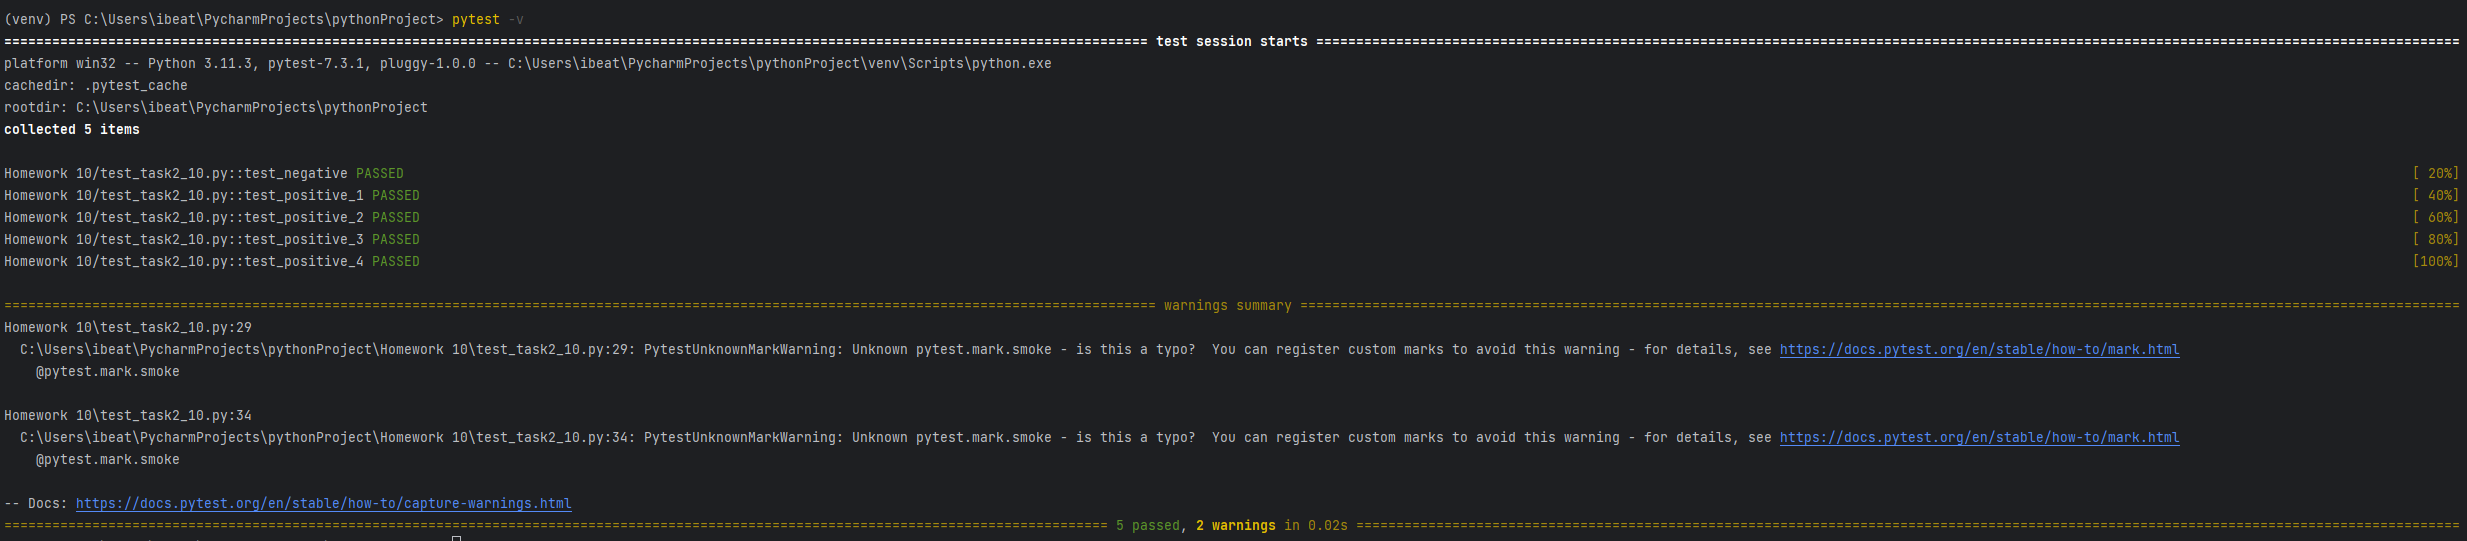 (venv) PS C:\Users\ibeat\PycharmProjects\pythonProject> pytest -v
============================== test session starts ==============================
platform win32 -- Python 3.11.3, pytest-7.3.1, pluggy-1.0.0 -- C:\Users\ibeat\PycharmProjects\pythonProject\venv\Scripts\python.exe
cachedir: .pytest_cache
rootdir: C:\Users\ibeat\PycharmProjects\pythonProject
collected 5 items
Homework 10/test_task2_10.py::test_negative PASSED [ 20%]
Homework 10/test_task2_10.py::test_positive_1 PASSED [ 40%]
Homework 10/test_task2_10.py::test_positive_2 PASSED [ 60%]
Homework 10/test_task2_10.py::test_positive_3 PASSED [ 80%]
Homework 10/test_task2_10.py::test_positive_4 PASSED [100%]
============================== warnings summary ==============================
Homework 10\test_task2_10.py:29
  C:\Users\ibeat\PycharmProjects\pythonProject\Homework 10\test_task2_10.py:29: PytestUnknownMarkWarning: Unknown pytest.mark.smoke - is this a typo?  You can register custom marks to avoid this warning - for details, see https://docs.pytest.org/en/stable/how-to/mark.html
    @pytest.mark.smoke
Homework 10\test_task2_10.py:34
  C:\Users\ibeat\PycharmProjects\pythonProject\Homework 10\test_task2_10.py:34: PytestUnknownMarkWarning: Unknown pytest.mark.smoke - is this a typo?  You can register custom marks to avoid this warning - for details, see https://docs.pytest.org/en/stable/how-to/mark.html
    @pytest.mark.smoke
-- Docs: https://docs.pytest.org/en/stable/how-to/capture-warnings.html
============================== 5 passed, 2 warnings in 0.02s ==============================